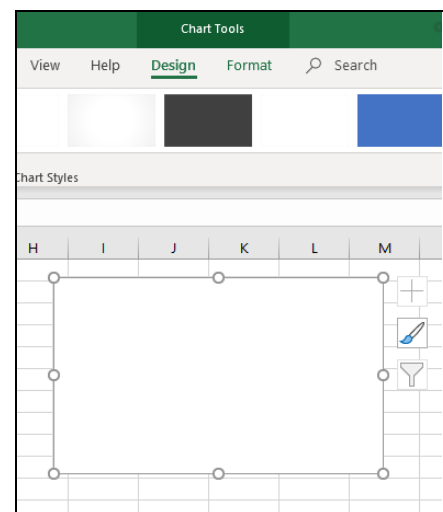 Chart Tools
View Help Design Format Search
Chart Styles
H I J K L M